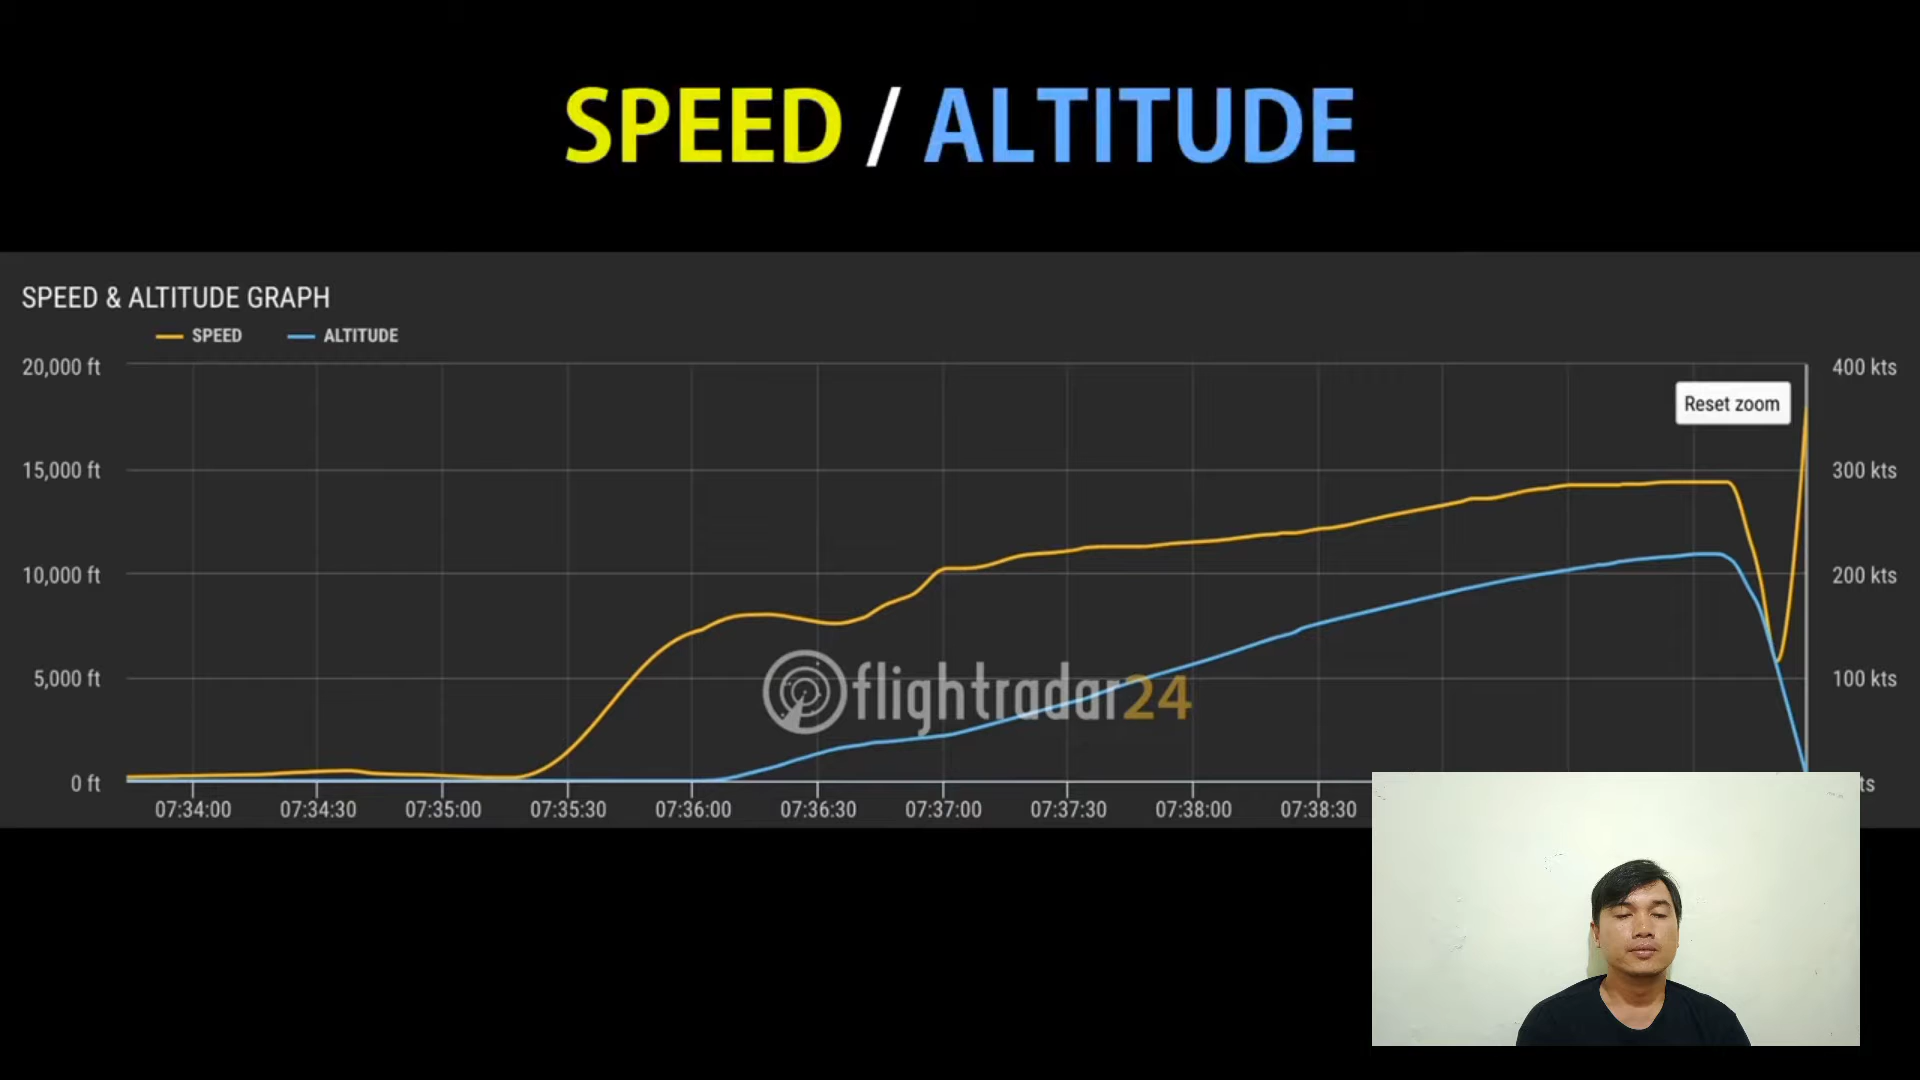 SPEED / ALTITUDE
SPEED & ALTITUDE GRAPH
SPEED ALTITUDE
20,000 ft 400 kts
Reset zoom
15,000 ft 300 kts
10,000 ft 200 kts
5,000 ft 100 kts
flightradar24
0 ft ts
07:34:00 07:34:30 07:35:00 07:35:30 07:36:00 07:36:30 07:37:00 07:37:30 07:38:00 07:38:30